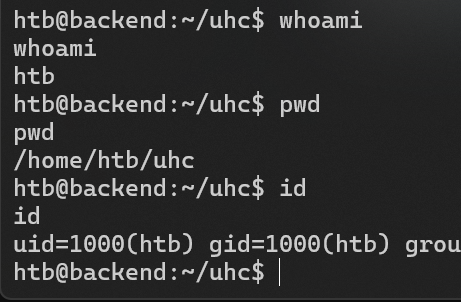 htb@backend:~/uhc$ whoami
whoami
htb
htb@backend:~/uhc$ pwd
pwd
/home/htb/uhc
htb@backend:~/uhc$ id
id
uid=1000(htb) gid=1000(htb) grou
htb@backend:~/uhc$